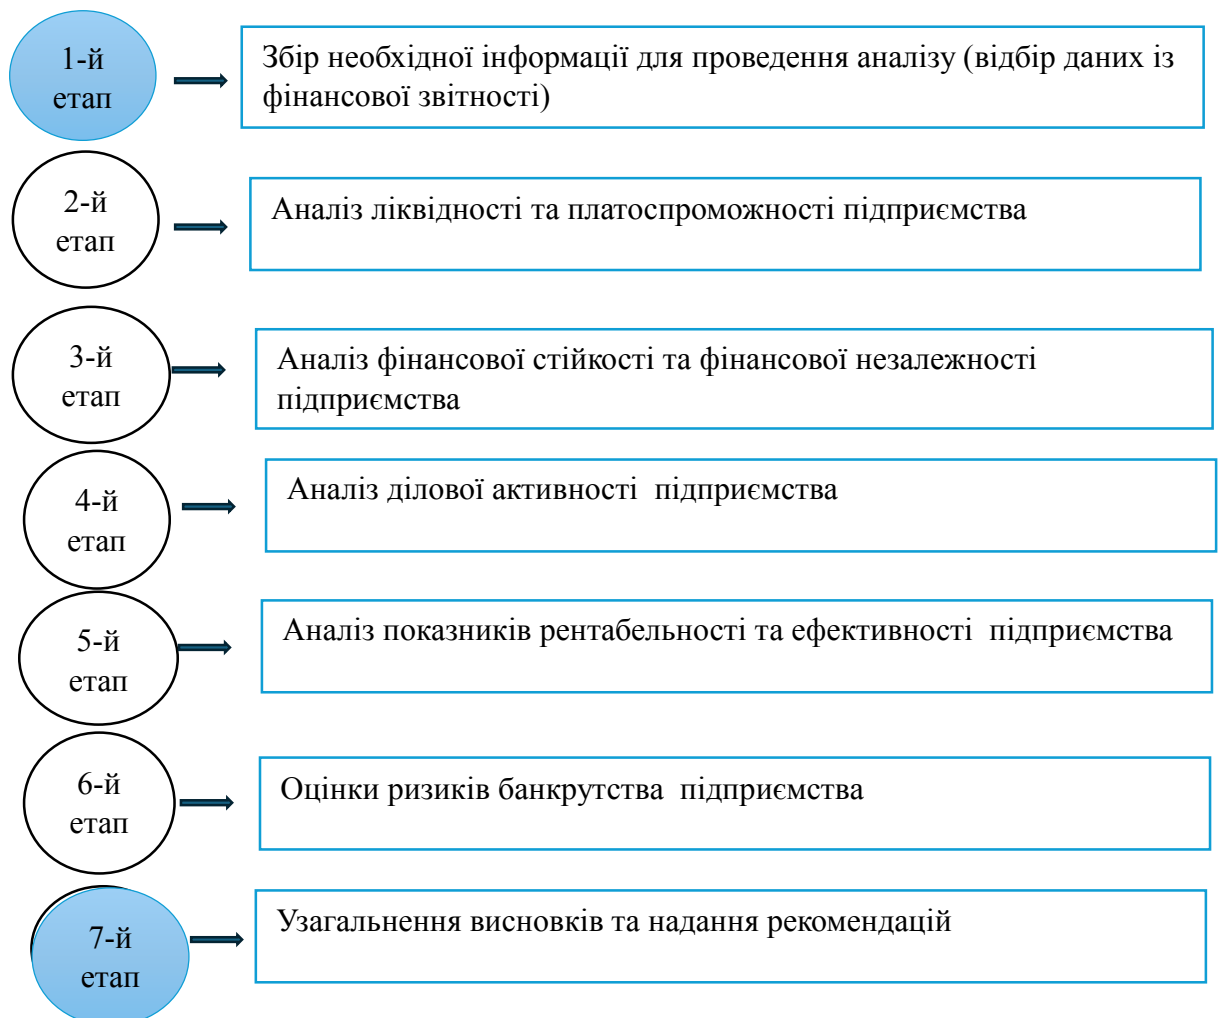 1-й
етап
Збір необхідної інформації для проведення аналізу (відбір даних із
фінансової звітності)
2-й
етап
Аналіз ліквідності та платоспроможності підприємства
3-й
етап
Аналіз фінансової стійкості та фінансової незалежності
підприємства
4-й
етап
Аналіз ділової активності  підприємства
5-й
етап
Аналіз показників рентабельності та ефективності  підприємства
6-й
етап
Оцінки ризиків банкрутства  підприємства
7-й
етап
Узагальнення висновків та надання рекомендацій